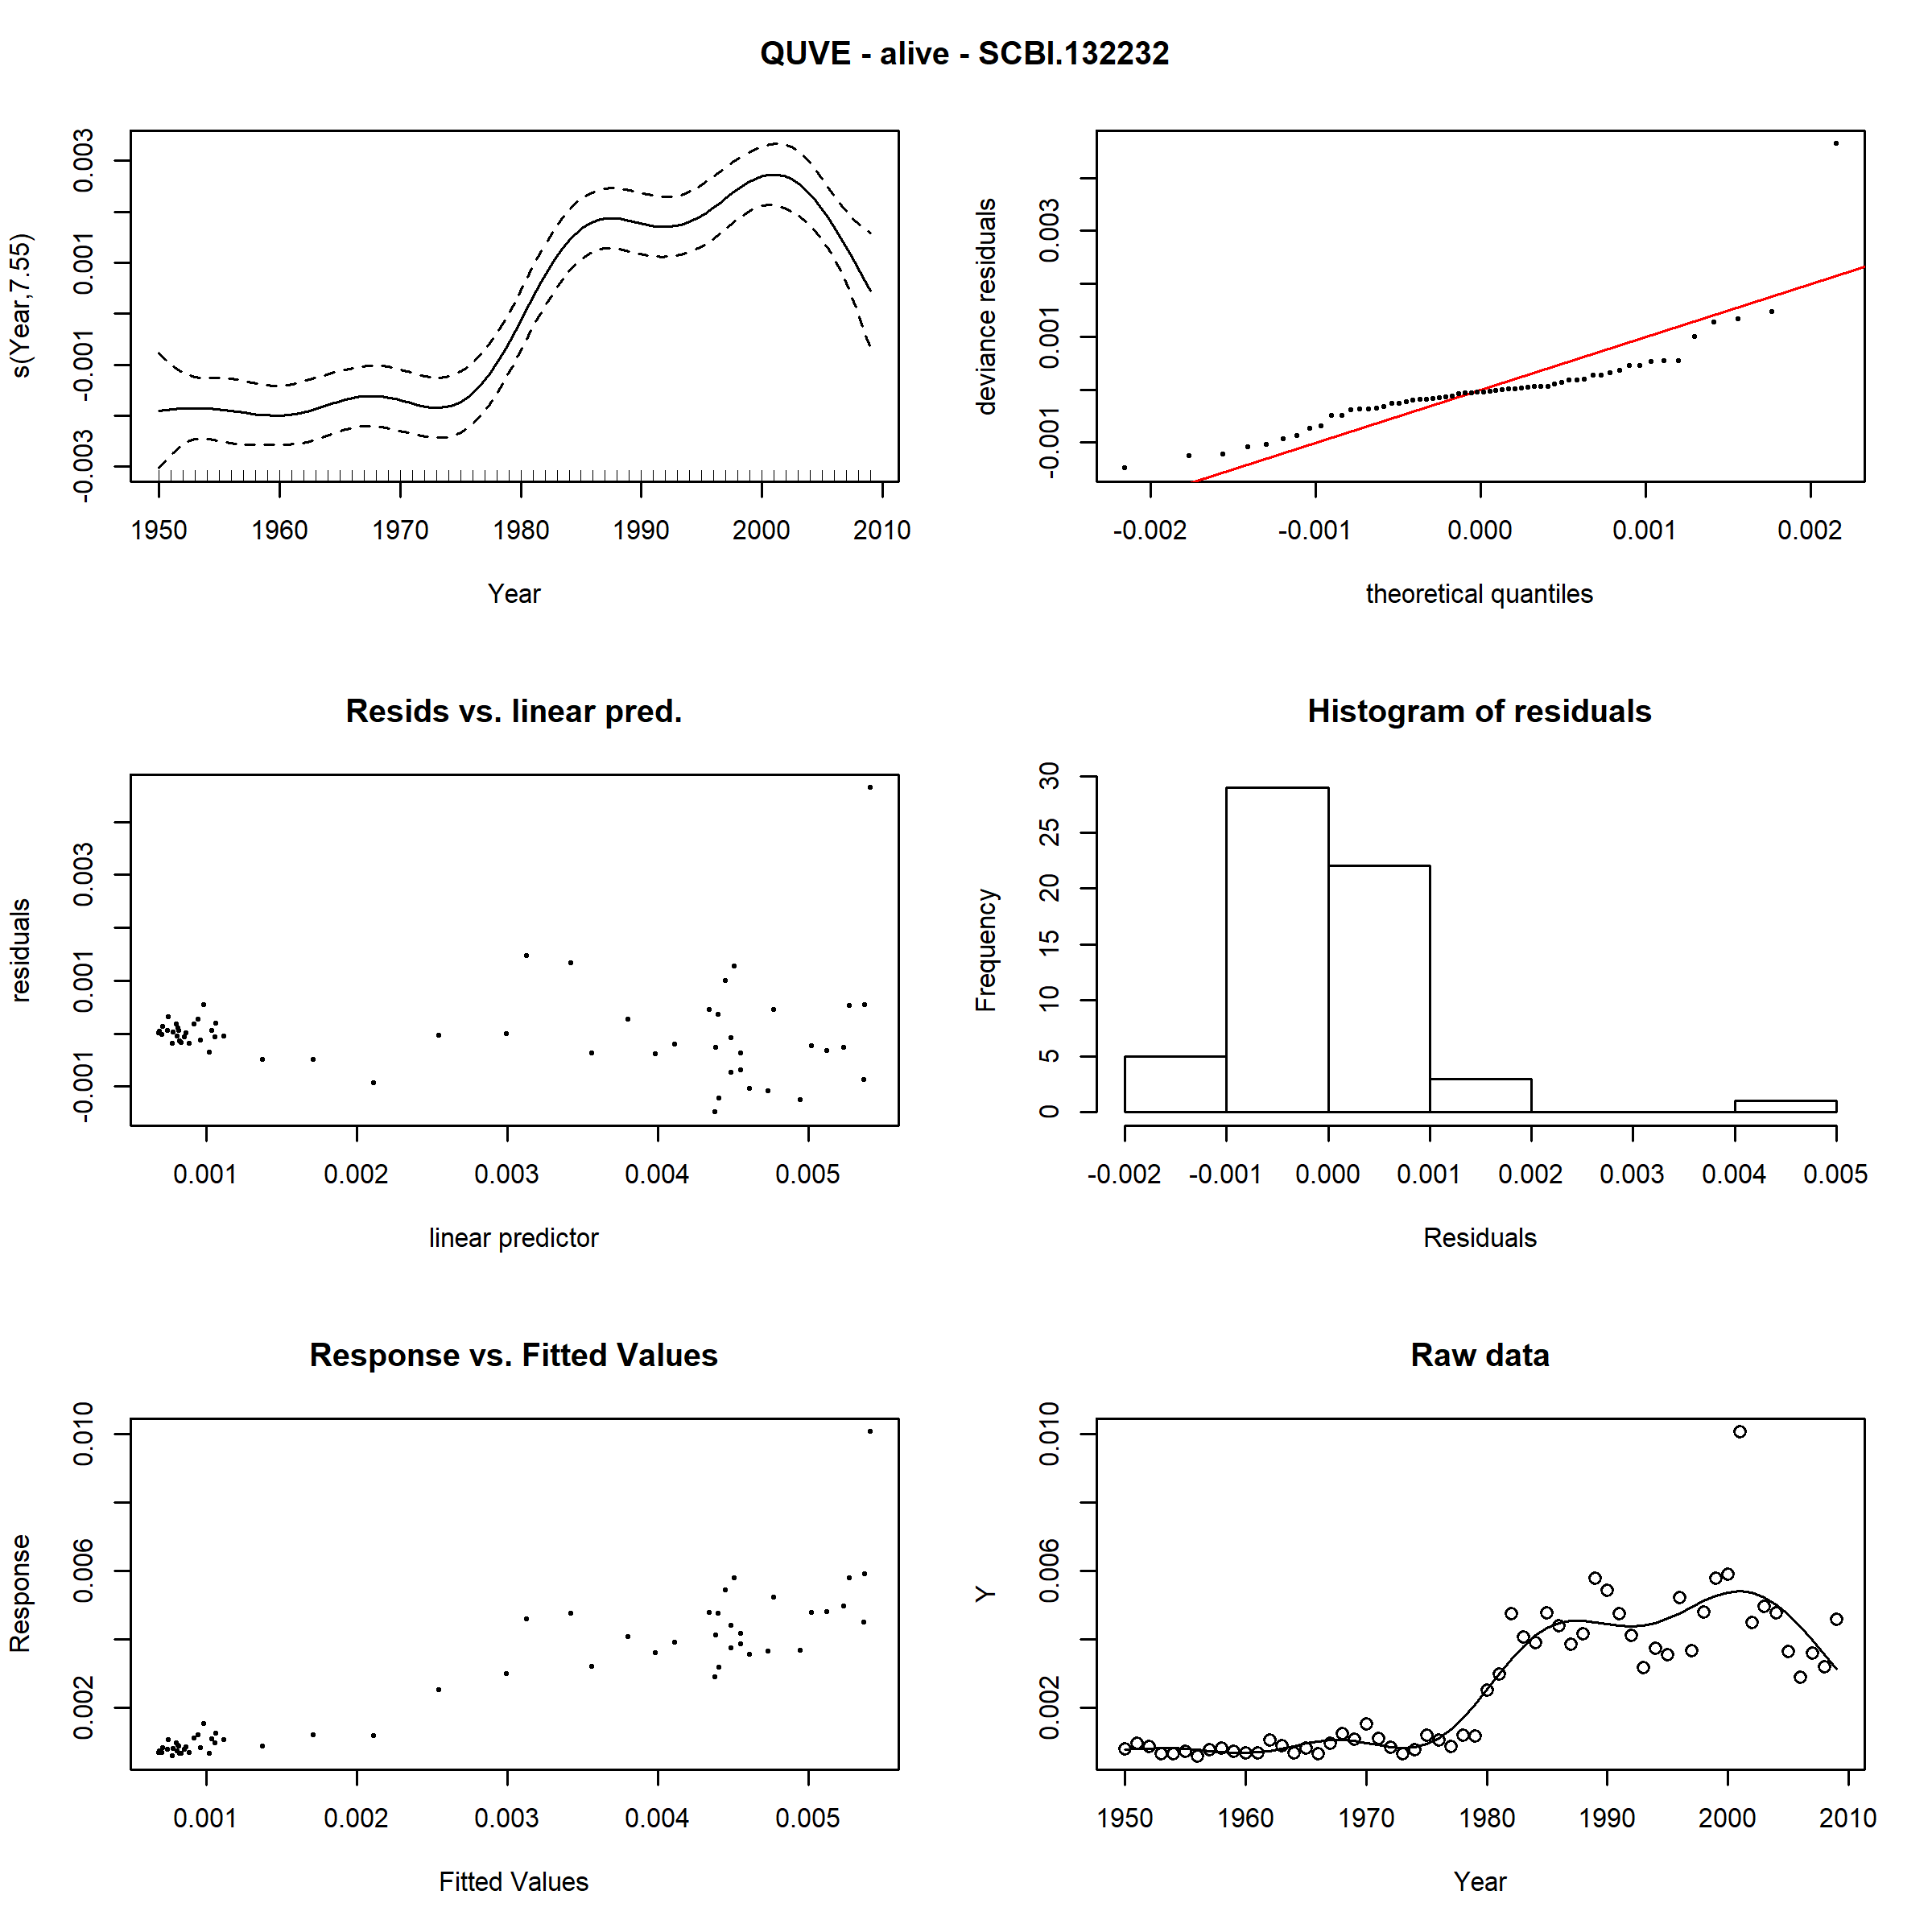 QUVE - alive - SCBI.132232
s(Year,7.55)
-0.003 -0.001 0.001 0.003
1950 1960 1970 1980 1990 2000 2010
Year
deviance residuals
-0.001 0.001 0.003
-0.002 -0.001 0.000 0.001 0.002
theoretical quantiles
Resids vs. linear pred.
residuals
-0.001 0.001 0.003
0.001 0.002 0.003 0.004 0.005
linear predictor
Histogram of residuals
Frequency
0 5 10 15 20 25 30
-0.002 -0.001 0.000 0.001 0.002 0.003 0.004 0.005
Residuals
Response vs. Fitted Values
Response
0.002 0.006 0.010
0.001 0.002 0.003 0.004 0.005
Fitted Values
Raw data
Y
0.002 0.006 0.010
1950 1960 1970 1980 1990 2000 2010
Year